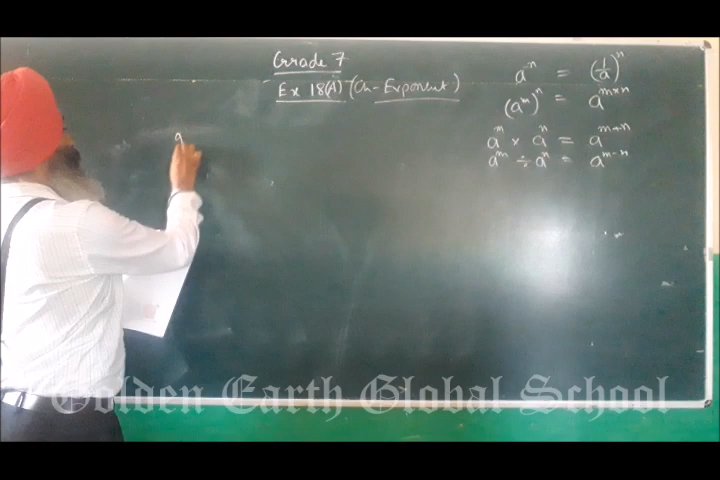 Grade 7
Ex 18(A) (Ch - Exponent)
a⁻ⁿ = (1/a)ⁿ
(aᵐ)ⁿ = aᵐˣⁿ
aᵐ × aⁿ = aᵐ⁺ⁿ
aᵐ ÷ aⁿ = aᵐ⁻ⁿ
Golden Earth Global School